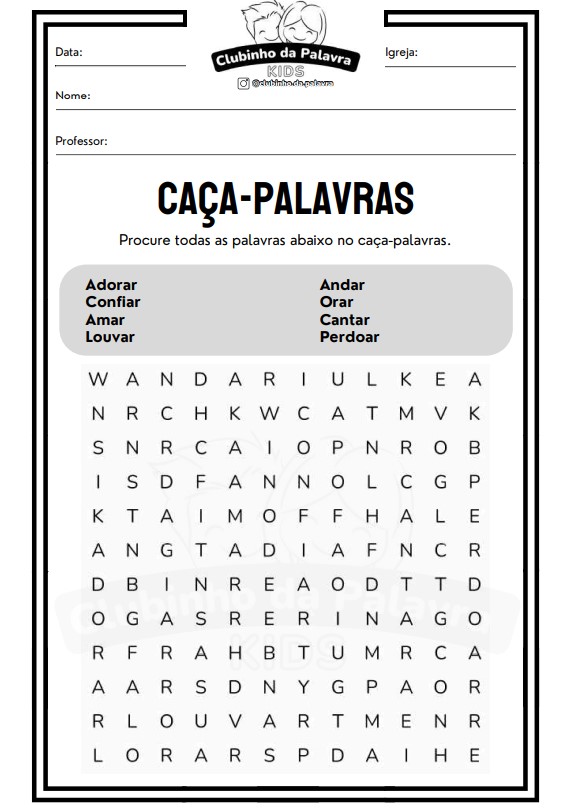 Clubinho da Palavra
KIDS
@clubinho.da.palavra
Data:
Igreja:
Nome:
Professor:
CAÇA-PALAVRAS
Procure todas as palavras abaixo no caça-palavras.
Adorar Andar
Confiar Orar
Amar Cantar
Louvar Perdoar
W A N D A R I U L K E A
N R C H K W C A T M V K
S N R C A I O P N R O B
I S D F A N N O L C G P
K T A I M O F F H A L E
A N G T A D I A F N C R
D B I N R E A O D T T D
O G A S R E R I N A G O
R F R A H B T U M R C A
A A R S D N Y G P A O R
R L O U V A R T M E N R
L O R A R S P D A I H E
Clubinho da Palavra
KIDS